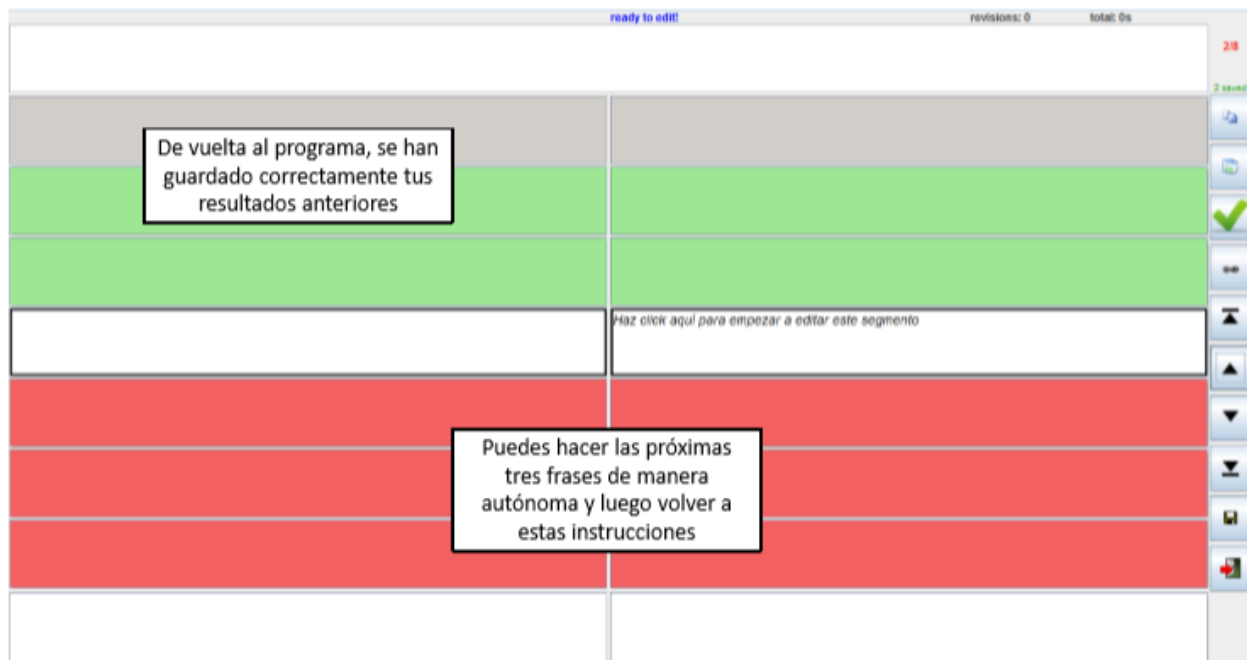 ready to edit! revisions: 0 total: 0s
2/8
2 saved
De vuelta al programa, se han
guardado correctamente tus
resultados anteriores
Haz click aquí para empezar a editar este segmento
Puedes hacer las próximas
tres frases de manera
autónoma y luego volver a
estas instrucciones